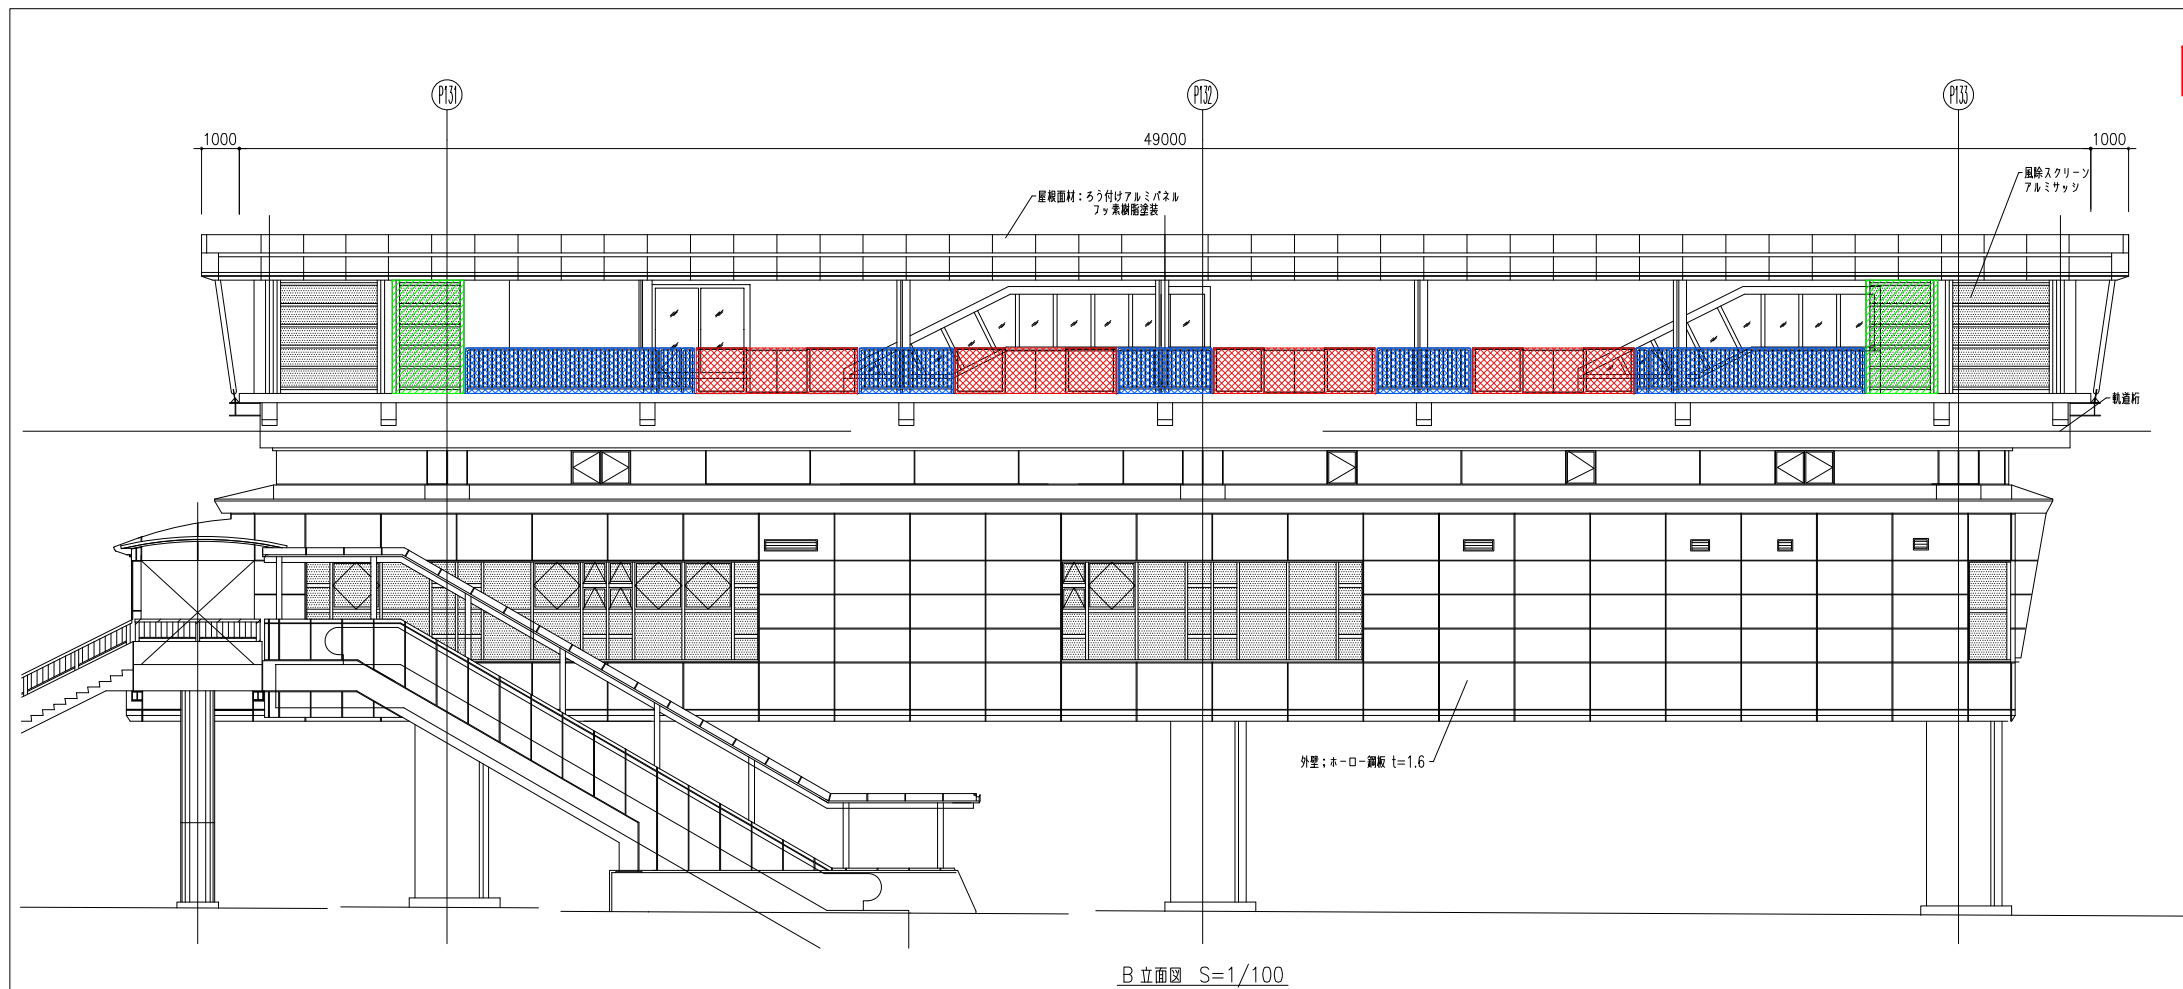 P131
P132
P133
1000
49000
1000
屋根面材：ろう付けアルミパネル
フッ素樹脂塗装
風除スクリーン
アルミサッシ
軌道桁
外壁；ホーロー鋼板 t=1.6
B 立面図 S=1/100